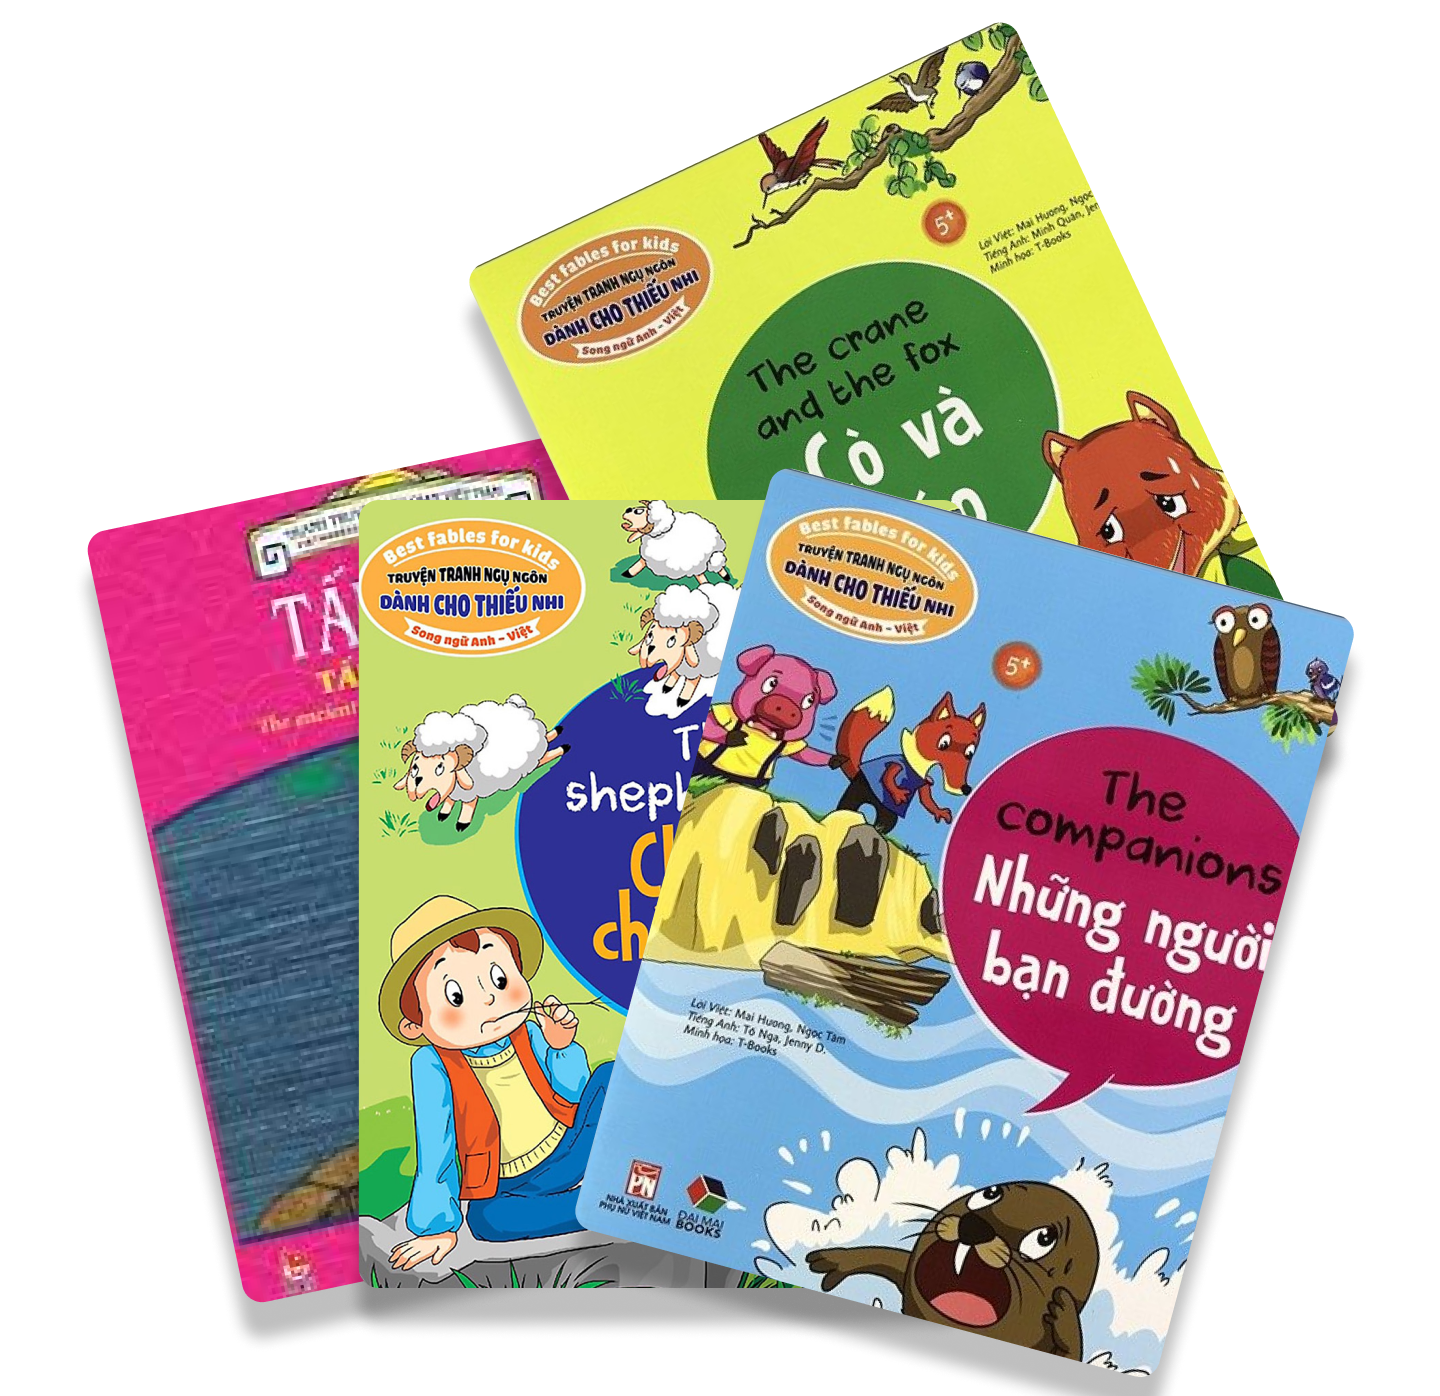 Best fables for kids
TRUYỆN TRANH NGỤ NGÔN
DÀNH CHO THIẾU NHI
Song ngữ Anh - Việt
5+
Lời Việt: Mai Hương, Ngọc
Tiếng Anh: Minh Quân, Jen
Minh họa: T-Books
The crane
and the fox
Cò và
TẤ
TẤ
The ancient
Best fables for kids
TRUYỆN TRANH NGỤ NGÔN
DÀNH CHO THIẾU NHI
Song ngữ Anh - Việt
T
sheph
C
ch
Best fables for kids
TRUYỆN TRANH NGỤ NGÔN
DÀNH CHO THIẾU NHI
Song ngữ Anh - Việt
5+
The
companions
Những người
bạn đường
Lời Việt: Mai Hương, Ngọc Tâm
Tiếng Anh: Tô Nga, Jenny D.
Minh họa: T-Books
PN
NHÀ XUẤT BẢN
PHỤ NỮ VIỆT NAM
DAI MAI
BOOKS